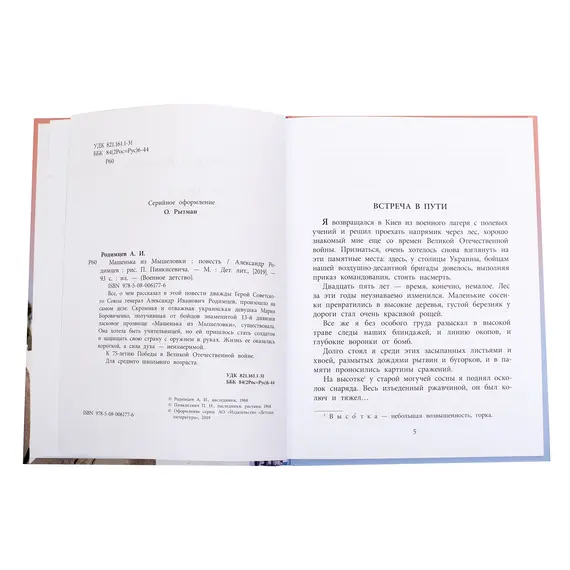 УДК 821.161.1-31
ББК 84(2Рос=Рус)6-44
Р60
Серийное оформление
О. Рытман
Родимцев А. И.
Р60 Машенька из Мышеловки : повесть / Александр Ро-
димцев ; рис. П. Пинкисевича. — М. : Дет. лит., [2019]. —
93 с. : ил. — (Военное детство).
ISBN 978-5-08-006177-6
Все, о чем рассказал в этой повести дважды Герой Советско-
го Союза генерал Александр Ильич Родимцев, произошло на
самом деле. Скромная и отважная украинская девушка Мария
Боровиченко, получившая от бойцов знаменитой 13-й дивизии
ласковое прозвище «Машенька из Мышеловки», существовала.
Она хотела быть учительницей, но ей пришлось стать солдатом
и защищать свою страну с оружием в руках. Жизнь ее оказалась
короткой, а сила духа — неизмеримой.
К 75-летию Победы в Великой Отечественной войне.
Для среднего школьного возраста.
УДК 821.161.1-31
ББК 84(2Рос=Рус)6-44
© Родимцев А. И., наследники, 1968
© Пинкисевич П. Н., наследники, рисунки, 1968
© Оформление серии. АО «Издательство «Детская
литература», 2019
ISBN 978-5-08-006177-6
ВСТРЕЧА В ПУТИ
Я возвращался в Киев из военного лагеря с полевых
учений и решил проехать напрямик через лес, хорошо
знакомый мне еще со времен Великой Отечественной
войны. Признаться, очень хотелось снова взглянуть на
эти памятные места: здесь, у столицы Украины, бойцам
нашей воздушно-десантной бригады довелось, выполняя
приказ командования, стоять насмерть.
Двадцать пять лет — время, конечно, немалое. Лес
за эти годы неузнаваемо изменился. Маленькие сосен-
ки превратились в высокие деревья, густой березняк у
дороги стал очень красивой рощей.
Все же я без особого труда разыскал в высокой
траве следы наших блиндажей, и линию окопов, и
глубокие воронки от бомб.
Долго стоял я среди этих засыпанных листьями и
хвоей, размытых дождями рытвин и бугорков, и в
памяти проносились картины сражений.
На высотке¹ у старой могучей сосны я поднял оско-
лок снаряда. Весь изъеденный ржавчиной, он был ко-
люч и тяжел...
¹ Высотка — небольшая возвышенность, горка.
5